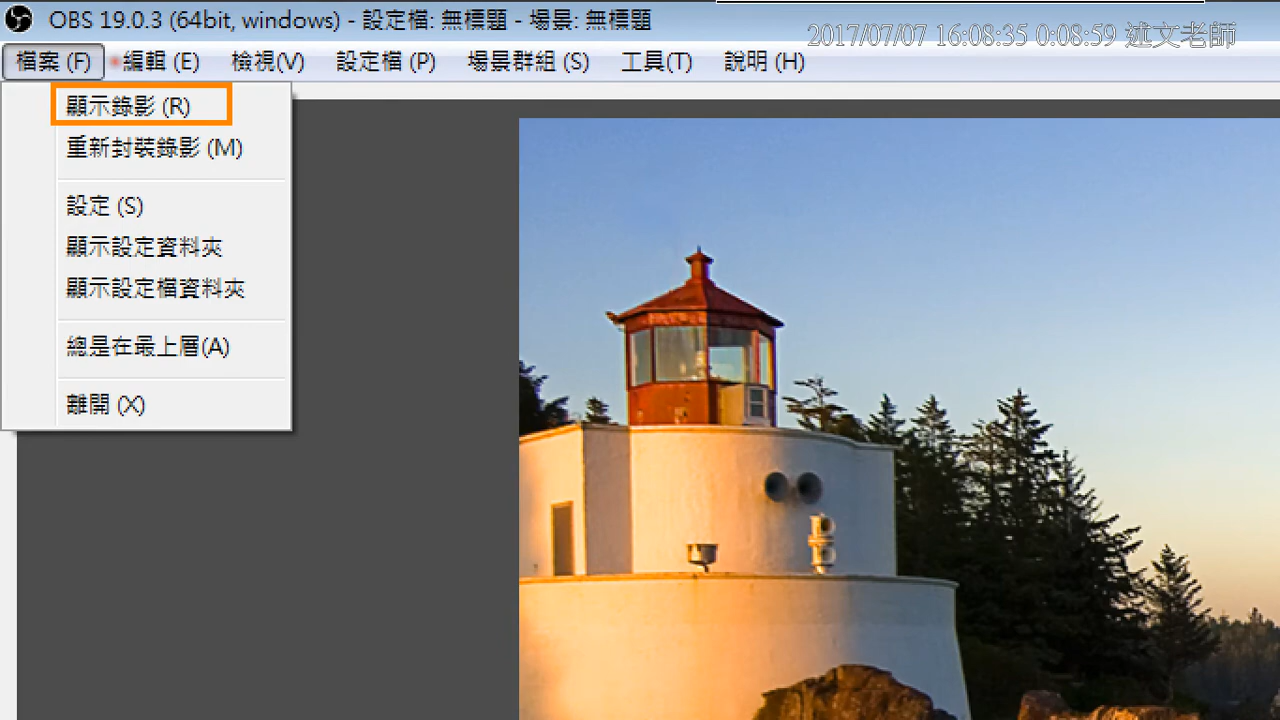 OBS 19.0.3 (64bit, windows) - 設定檔: 無標題 - 場景: 無標題
2017/07/07 16:08:35 0:08:59 述文老師
檔案 (F) 編輯 (E) 檢視(V) 設定檔 (P) 場景群組 (S) 工具(T) 說明 (H)
顯示錄影 (R)
重新封裝錄影 (M)
設定 (S)
顯示設定資料夾
顯示設定檔資料夾
總是在最上層(A)
離開 (X)